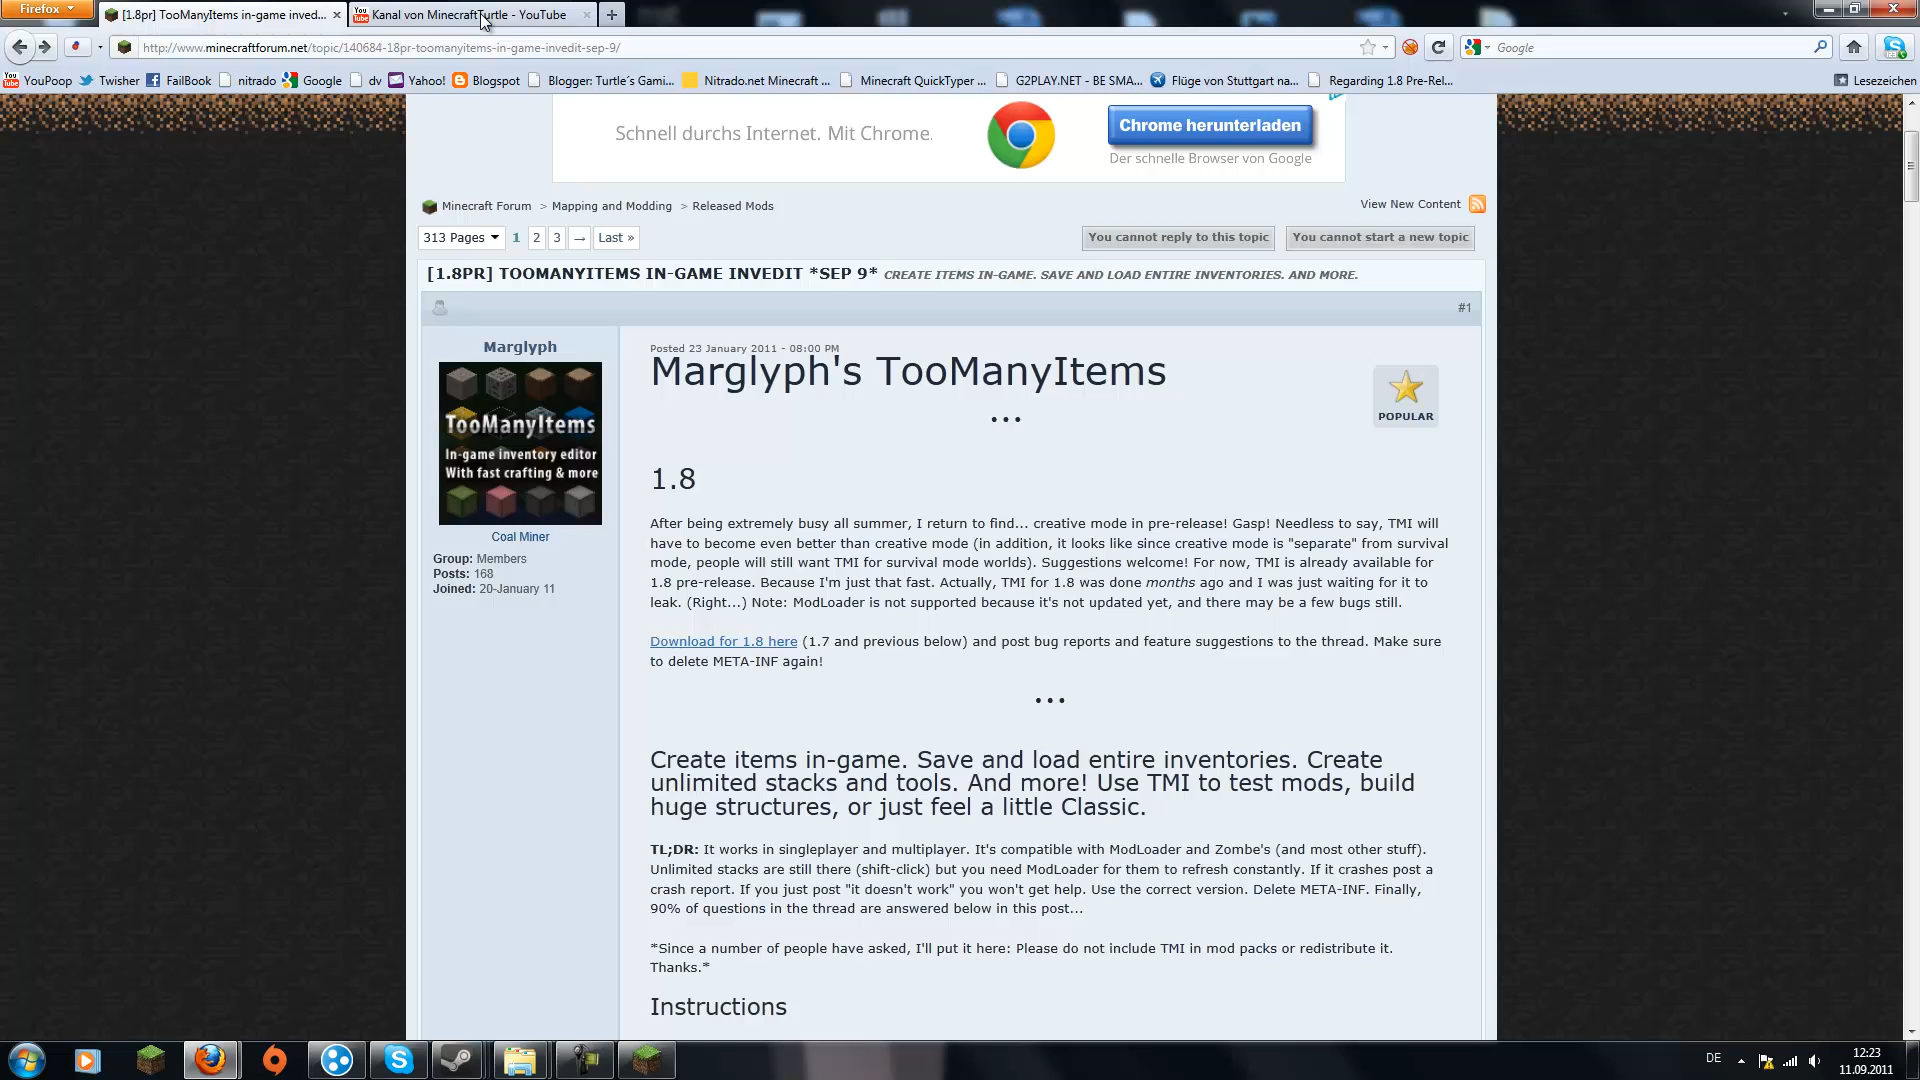 Firefox
[1.8pr] TooManyItems in-game inved...
Kanal von MinecraftTurtle - YouTube
http://www.minecraftforum.net/topic/140684-18pr-toomanyitems-in-game-invedit-sep-9/
Google
YouPoop
Twisher
FailBook
nitrado
Google
dv
Yahoo!
Blogspot
Blogger: Turtle´s Gami...
Nitrado.net Minecraft ...
Minecraft QuickTyper ...
G2PLAY.NET - BE SMA...
Flüge von Stuttgart na...
Regarding 1.8 Pre-Rel...
Lesezeichen
Schnell durchs Internet. Mit Chrome.
Chrome herunterladen
Der schnelle Browser von Google
Minecraft Forum > Mapping and Modding > Released Mods
View New Content
313 Pages 1 2 3 → Last »
You cannot reply to this topic
You cannot start a new topic
[1.8PR] TOOMANYITEMS IN-GAME INVEDIT *SEP 9* CREATE ITEMS IN-GAME. SAVE AND LOAD ENTIRE INVENTORIES. AND MORE.
#1
Marglyph
TooManyItems
In-game inventory editor
With fast crafting & more
Coal Miner
Group: Members
Posts: 168
Joined: 20-January 11
Posted 23 January 2011 - 08:00 PM
Marglyph's TooManyItems
POPULAR
• • •
1.8
After being extremely busy all summer, I return to find... creative mode in pre-release! Gasp! Needless to say, TMI will
have to become even better than creative mode (in addition, it looks like since creative mode is "separate" from survival
mode, people will still want TMI for survival mode worlds). Suggestions welcome! For now, TMI is already available for
1.8 pre-release. Because I'm just that fast. Actually, TMI for 1.8 was done months ago and I was just waiting for it to
leak. (Right...) Note: ModLoader is not supported because it's not updated yet, and there may be a few bugs still.
Download for 1.8 here (1.7 and previous below) and post bug reports and feature suggestions to the thread. Make sure
to delete META-INF again!
• • •
Create items in-game. Save and load entire inventories. Create
unlimited stacks and tools. And more! Use TMI to test mods, build
huge structures, or just feel a little Classic.
TL;DR: It works in singleplayer and multiplayer. It's compatible with ModLoader and Zombe's (and most other stuff).
Unlimited stacks are still there (shift-click) but you need ModLoader for them to refresh constantly. If it crashes post a
crash report. If you just post "it doesn't work" you won't get help. Use the correct version. Delete META-INF. Finally,
90% of questions in the thread are answered below in this post...
*Since a number of people have asked, I'll put it here: Please do not include TMI in mod packs or redistribute it.
Thanks.*
Instructions
DE
12:23
11.09.2011